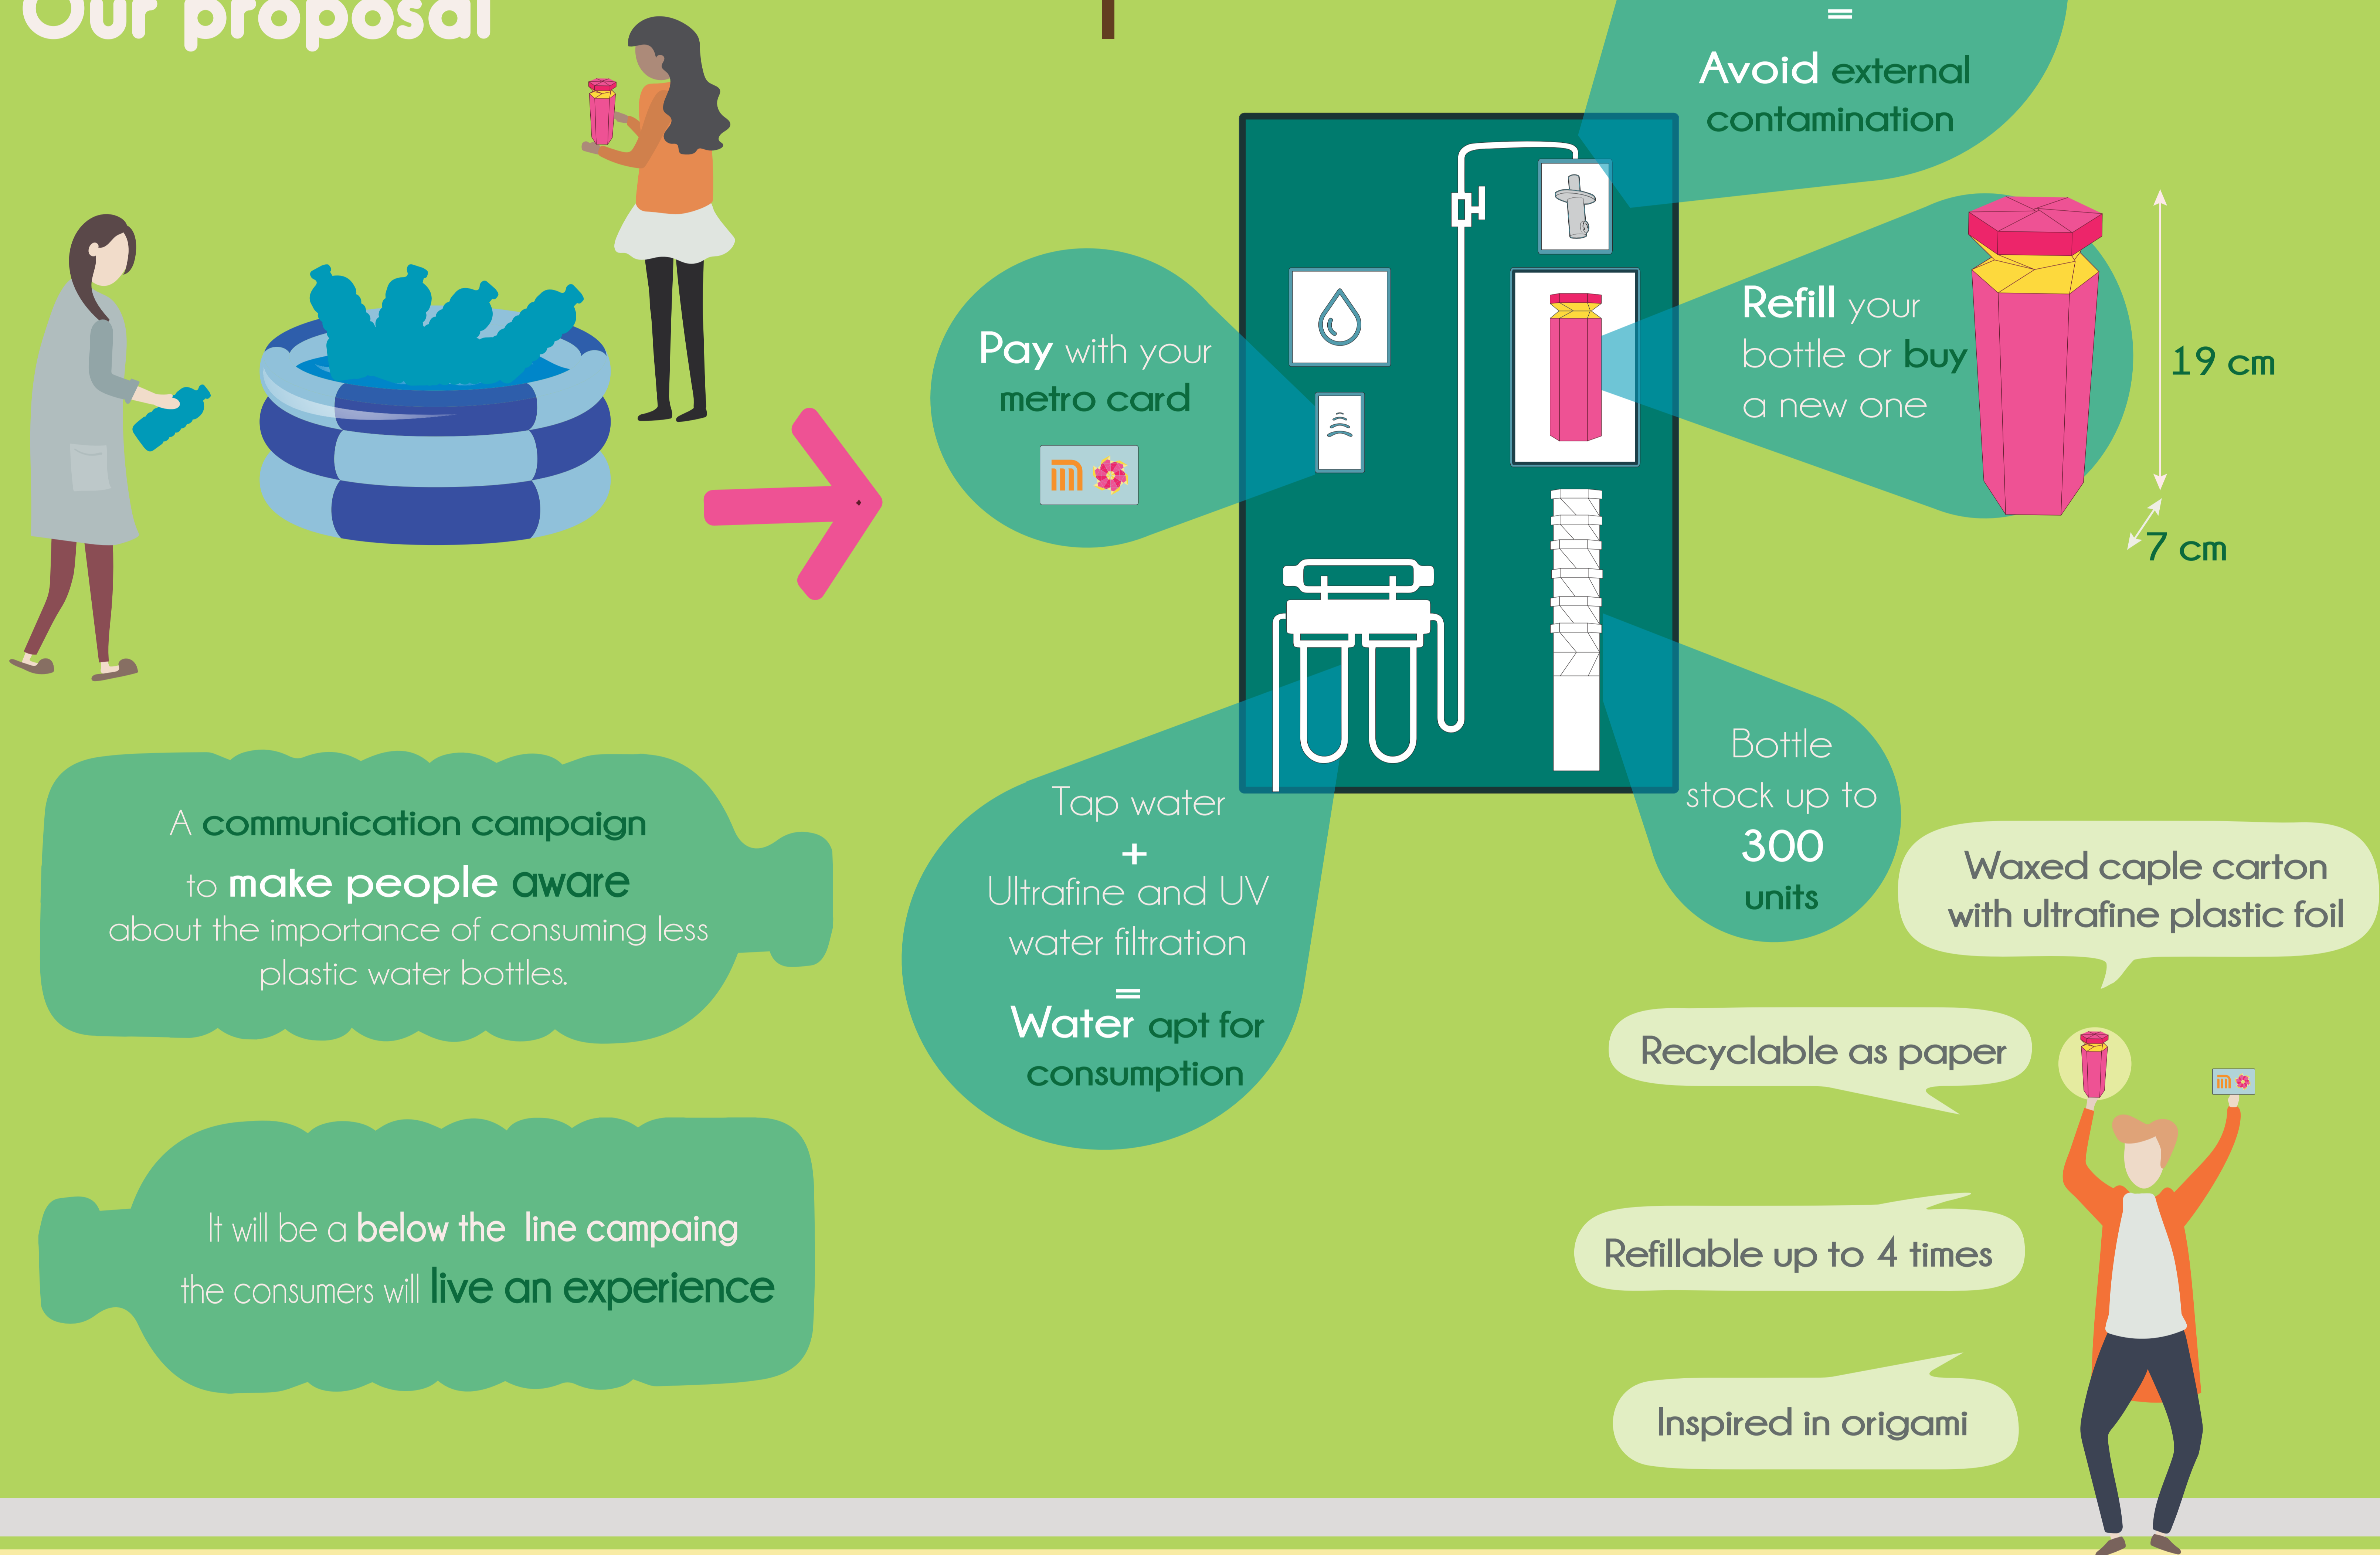 Our proposal
=
Avoid external
contamination
Pay with your
metro card
Refill your
bottle or buy
a new one
19 cm
7 cm
A communication campaign
to make people aware
about the importance of consuming less
plastic water bottles.
It will be a below the line campaing
the consumers will live an experience
Tap water
+
Ultrafine and UV
water filtration
=
Water apt for
consumption
Bottle
stock up to
300
units
Waxed caple carton
with ultrafine plastic foil
Recyclable as paper
Refillable up to 4 times
Inspired in origami